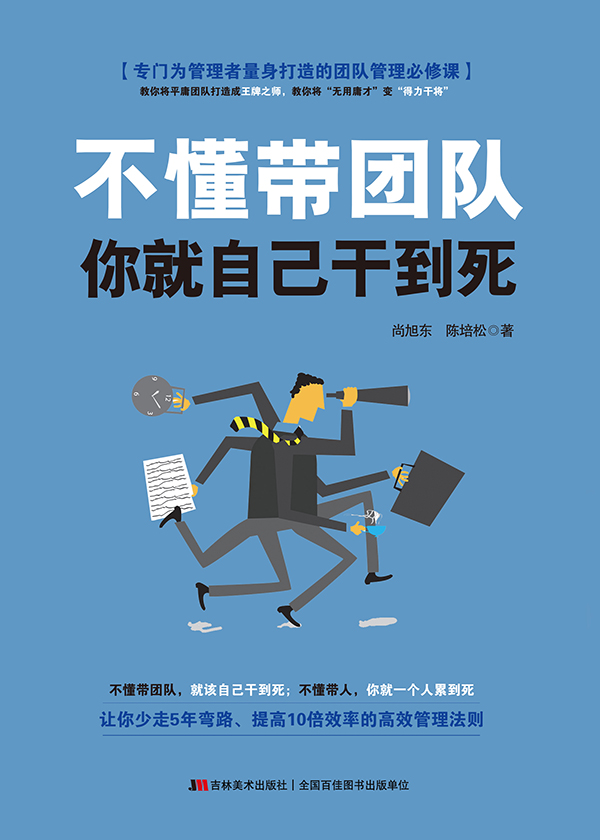 【专门为管理者量身打造的团队管理必修课】
教你将平庸团队打造成王牌之师，教你将“无用庸才”变“得力干将”
不懂带团队
你就自己干到死
尚旭东 陈培松◎著
9
12
6
3
不懂带团队，就该自己干到死；不懂带人，你就一个人累到死
让你少走5年弯路、提高10倍效率的高效管理法则
吉林美术出版社｜全国百佳图书出版单位